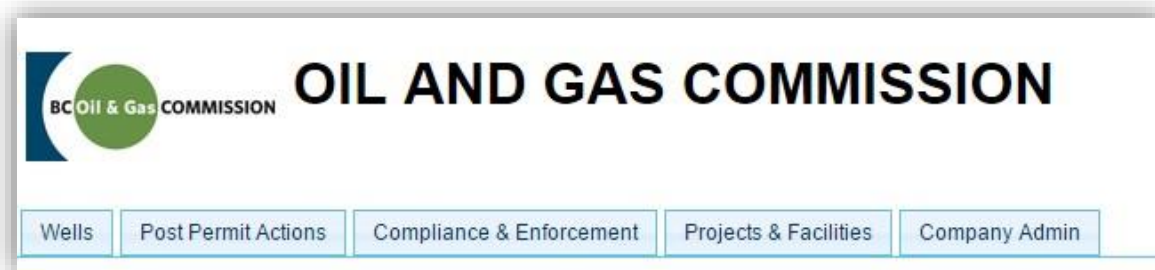 BC Oil & Gas COMMISSION
OIL AND GAS COMMISSION
Wells
Post Permit Actions
Compliance & Enforcement
Projects & Facilities
Company Admin